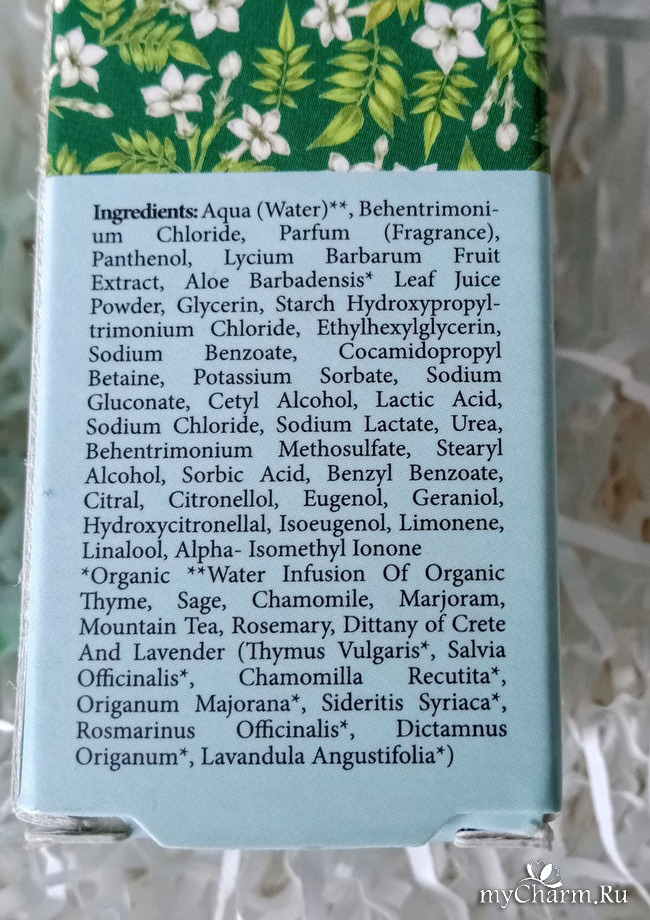 Ingredients: Aqua (Water)**, Behentrimoni-
um Chloride, Parfum (Fragrance),
Panthenol, Lycium Barbarum Fruit
Extract, Aloe Barbadensis* Leaf Juice
Powder, Glycerin, Starch Hydroxypropyl-
trimonium Chloride, Ethylhexylglycerin,
Sodium Benzoate, Cocamidopropyl
Betaine, Potassium Sorbate, Sodium
Gluconate, Cetyl Alcohol, Lactic Acid,
Sodium Chloride, Sodium Lactate, Urea,
Behentrimonium Methosulfate, Stearyl
Alcohol, Sorbic Acid, Benzyl Benzoate,
Citral, Citronellol, Eugenol, Geraniol,
Hydroxycitronellal, Isoeugenol, Limonene,
Linalool, Alpha- Isomethyl Ionone
*Organic **Water Infusion Of Organic
Thyme, Sage, Chamomile, Marjoram,
Mountain Tea, Rosemary, Dittany of Crete
And Lavender (Thymus Vulgaris*, Salvia
Officinalis*, Chamomilla Recutita*,
Origanum Majorana*, Sideritis Syriaca*,
Rosmarinus Officinalis*, Dictamnus
Origanum*, Lavandula Angustifolia*)
myCharm.Ru